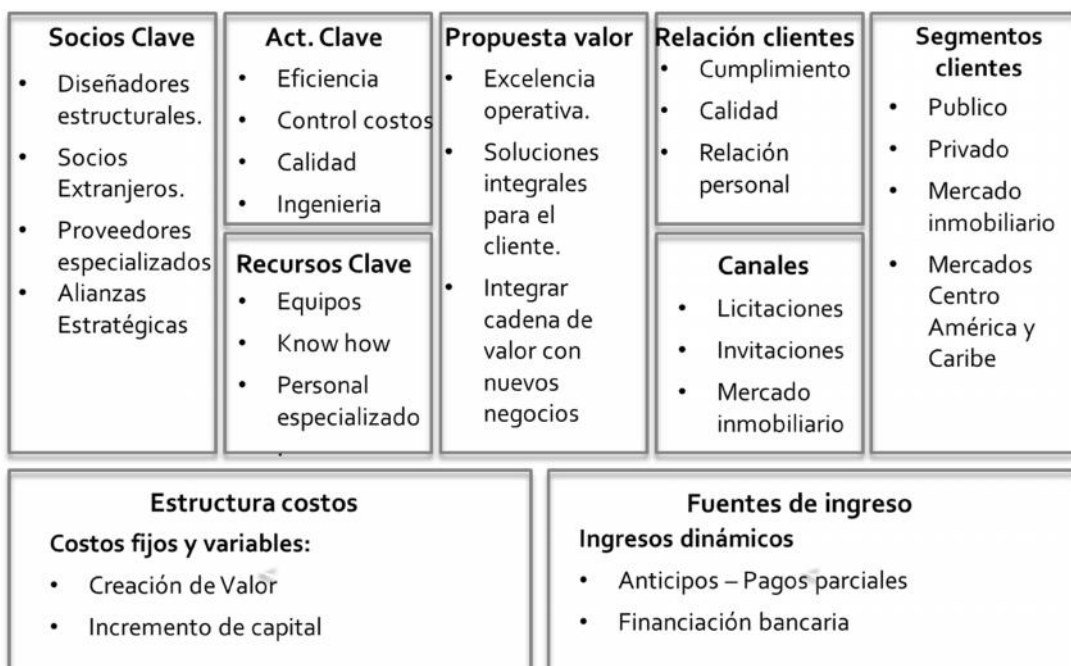 Socios Clave
• Diseñadores
estructurales.
• Socios
Extranjeros.
• Proveedores
especializados
• Alianzas
Estratégicas
Act. Clave
• Eficiencia
• Control costos
• Calidad
• Ingenieria
Recursos Clave
• Equipos
• Know how
• Personal
especializado
.
Propuesta valor
• Excelencia
operativa.
• Soluciones
integrales
para el
cliente.
• Integrar
cadena de
valor con
nuevos
negocios
Relación clientes
• Cumplimiento
• Calidad
• Relación
personal
Canales
• Licitaciones
• Invitaciones
• Mercado
inmobiliario
Segmentos
clientes
• Publico
• Privado
• Mercado
inmobiliario
• Mercados
Centro
América y
Caribe
Estructura costos
Costos fijos y variables:
• Creación de Valor
• Incremento de capital
Fuentes de ingreso
Ingresos dinámicos
• Anticipos – Pagos parciales
• Financiación bancaria